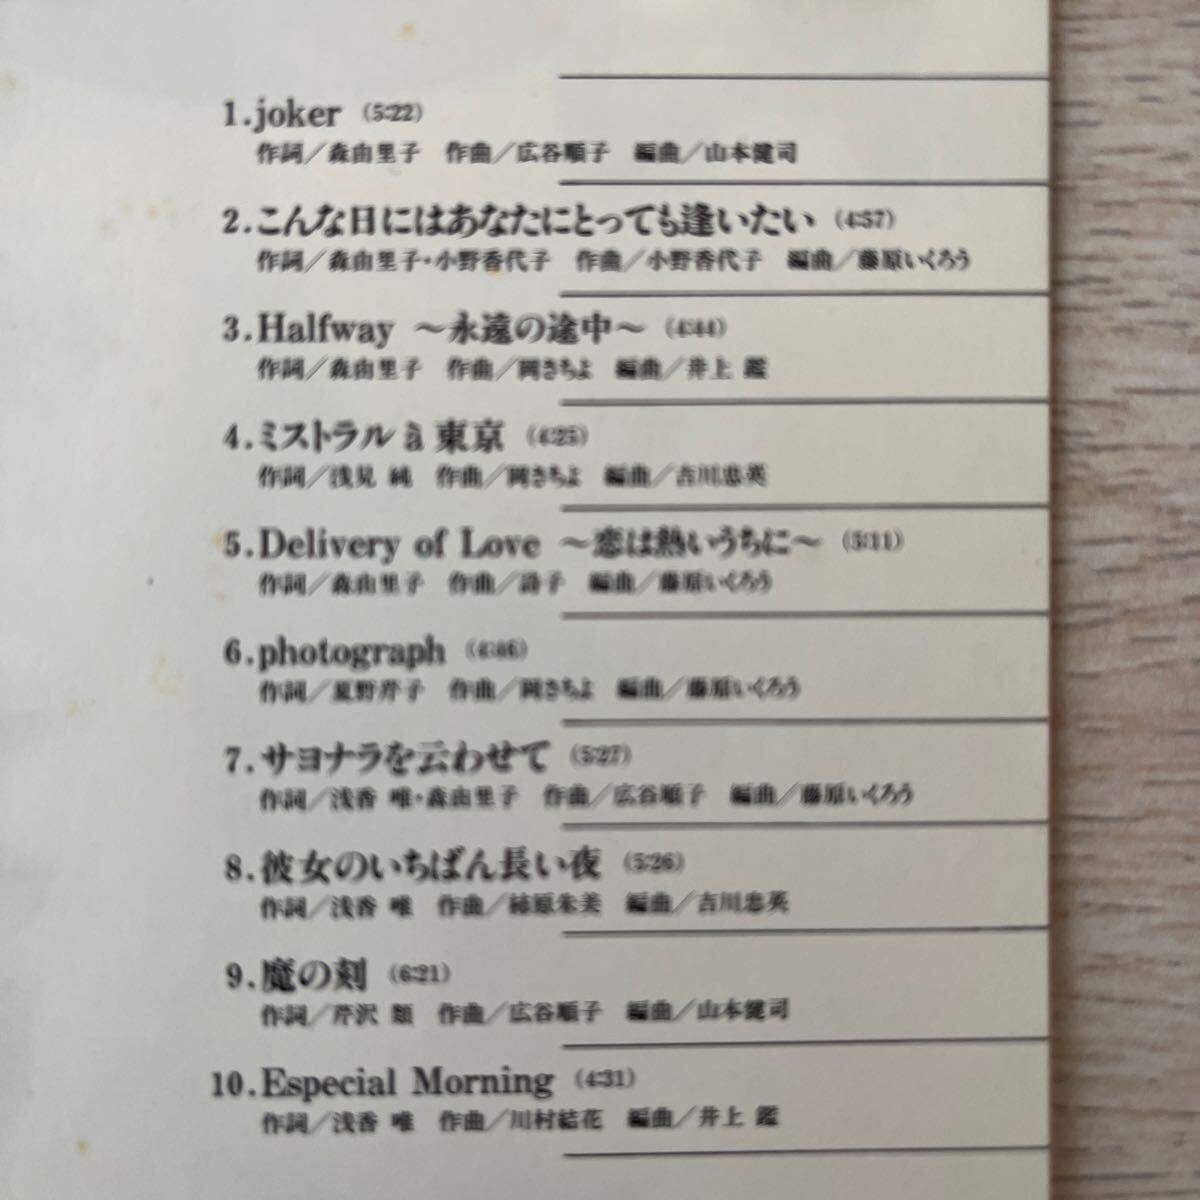 1.joker (5:22)
作詞／森由里子 作曲／広谷順子 編曲／山本健司
2.こんな日にはあなたにとっても逢いたい (4:57)
作詞／森由里子・小野香代子 作曲／小野香代子 編曲／藤原いくろう
3.Halfway ～永遠の途中～ (4:44)
作詞／森由里子 作曲／岡さちよ 編曲／井上 鑑
4.ミストラル à 東京 (4:25)
作詞／浅見 純 作曲／岡さちよ 編曲／吉川忠英
5.Delivery of Love ～恋は熱いうちに～ (5:11)
作詞／森由里子 作曲／詩子 編曲／藤原いくろう
6.photograph (4:46)
作詞／夏野芹子 作曲／岡さちよ 編曲／藤原いくろう
7.サヨナラを云わせて (5:27)
作詞／浅香 唯・森由里子 作曲／広谷順子 編曲／藤原いくろう
8.彼女のいちばん長い夜 (5:26)
作詞／浅香 唯 作曲／柿原朱美 編曲／吉川忠英
9.魔の刻 (6:21)
作詞／芹沢 類 作曲／広谷順子 編曲／山本健司
10.Especial Morning (4:31)
作詞／浅香 唯 作曲／川村結花 編曲／井上 鑑